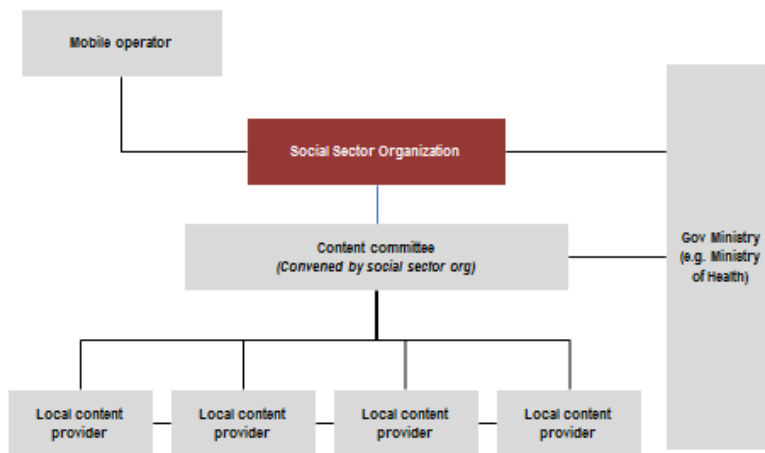 Mobile operator
Social Sector Organization
Content committee
(Convened by social sector org)
Gov Ministry
(e.g. Ministry
of Health)
Local content
provider
Local content
provider
Local content
provider
Local content
provider